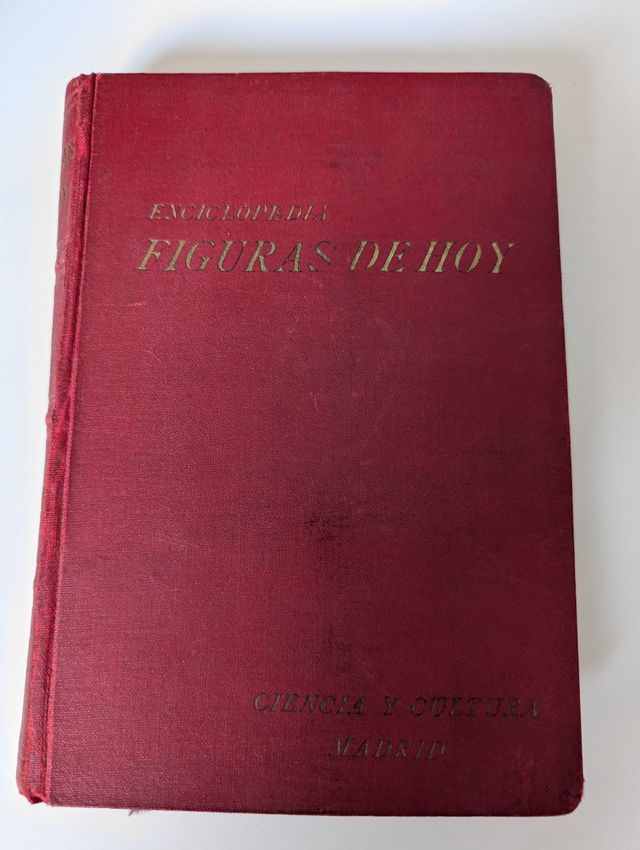 ENCICLOPEDIA
FIGURAS DE HOY
CIENCIA Y CULTURA
MADRID